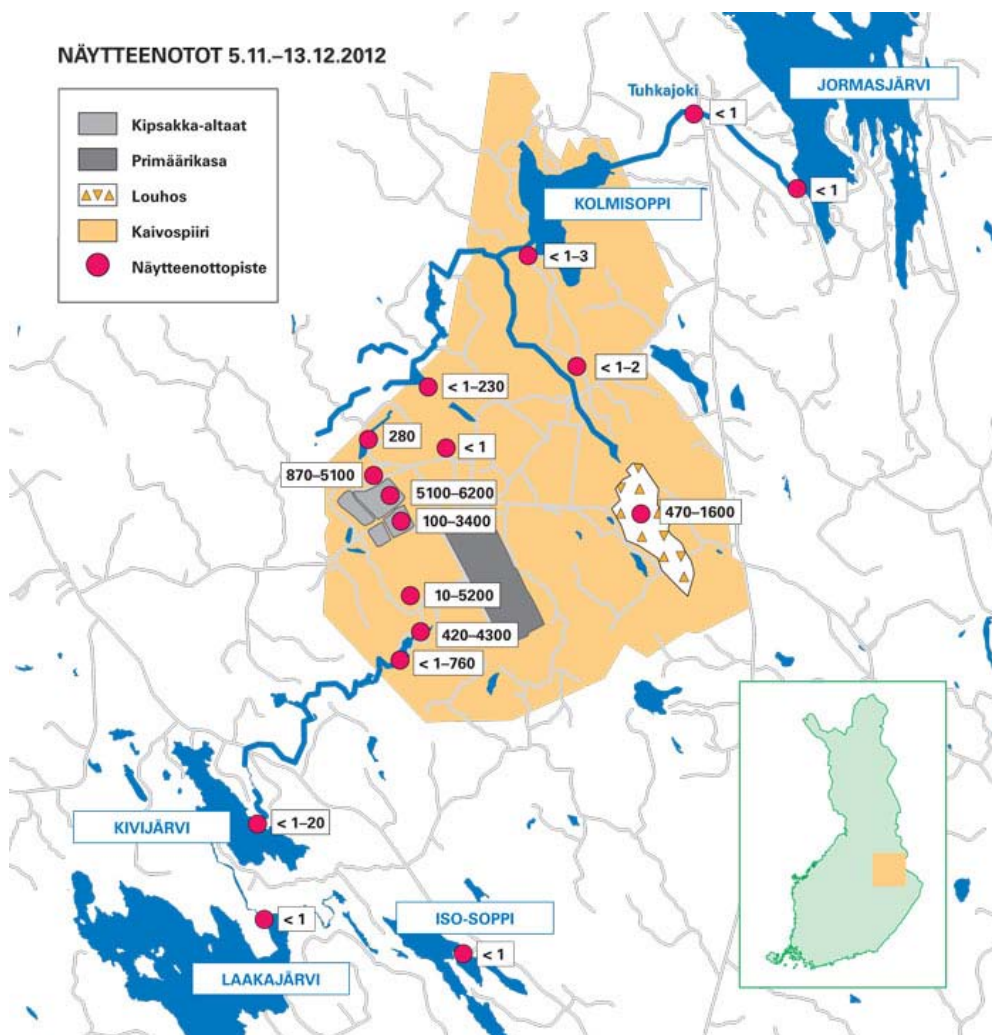 NÄYTTEENOTOT 5.11.–13.12.2012
Kipsakka-altaat
Primäärikasa
Louhos
Kaivospiiri
Näytteenottopiste
JORMASJÄRVI
Tuhkajoki
< 1
< 1
KOLMISOPPI
< 1–3
< 1–2
< 1–230
280
< 1
870–5100
5100–6200
100–3400
470–1600
10–5200
420–4300
< 1–760
KIVIJÄRVI
< 1–20
< 1
ISO-SOPPI
< 1
LAAKAJÄRVI